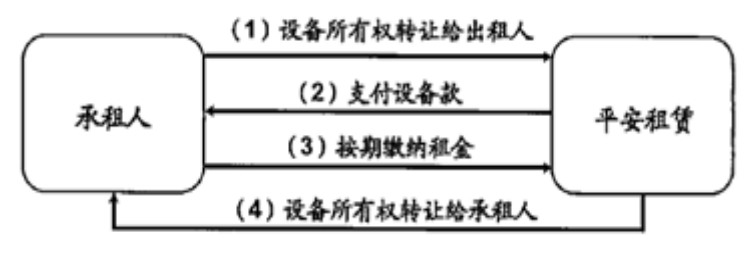 （1）设备所有权转让给出租人
承租人
（2）支付设备款
平安租赁
（3）按期缴纳租金
（4）设备所有权转让给承租人